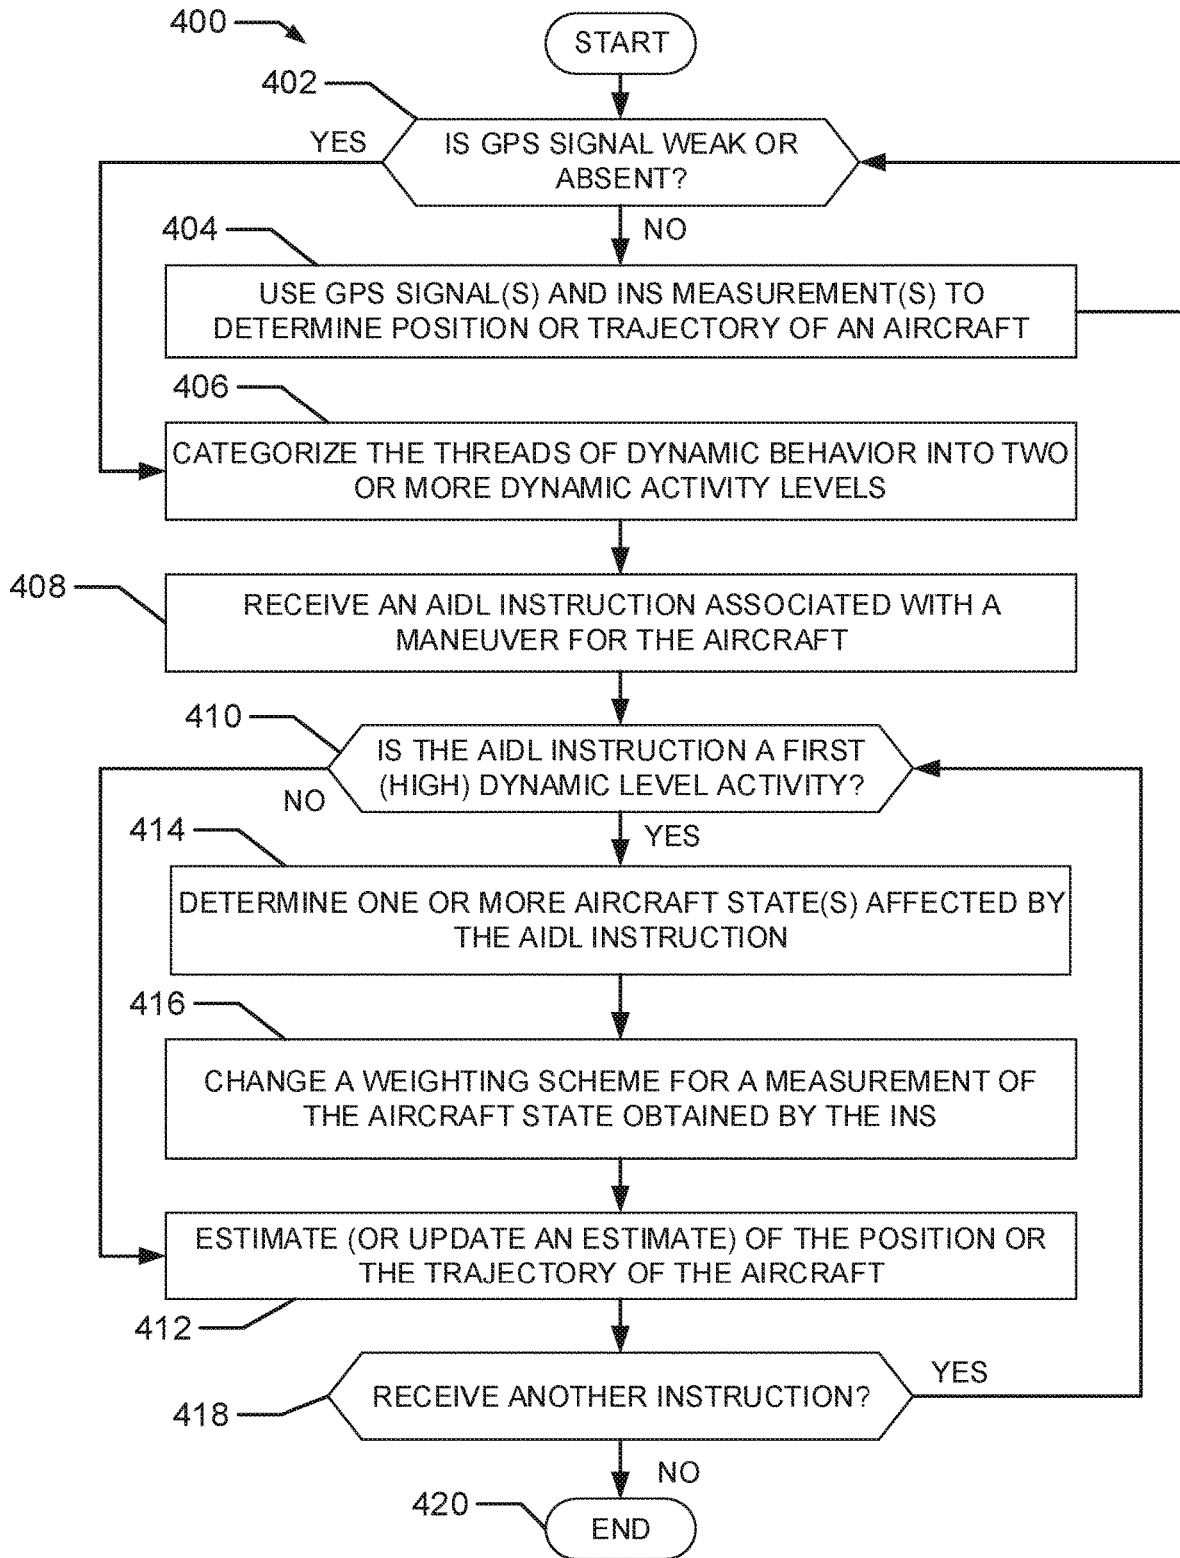 400
START
402
YES
IS GPS SIGNAL WEAK OR
ABSENT?
NO
404
USE GPS SIGNAL(S) AND INS MEASUREMENT(S) TO
DETERMINE POSITION OR TRAJECTORY OF AN AIRCRAFT
406
CATEGORIZE THE THREADS OF DYNAMIC BEHAVIOR INTO TWO
OR MORE DYNAMIC ACTIVITY LEVELS
408
RECEIVE AN AIDL INSTRUCTION ASSOCIATED WITH A
MANEUVER FOR THE AIRCRAFT
410
IS THE AIDL INSTRUCTION A FIRST
(HIGH) DYNAMIC LEVEL ACTIVITY?
NO
YES
414
DETERMINE ONE OR MORE AIRCRAFT STATE(S) AFFECTED BY
THE AIDL INSTRUCTION
416
CHANGE A WEIGHTING SCHEME FOR A MEASUREMENT OF
THE AIRCRAFT STATE OBTAINED BY THE INS
ESTIMATE (OR UPDATE AN ESTIMATE) OF THE POSITION OR
THE TRAJECTORY OF THE AIRCRAFT
412
YES
RECEIVE ANOTHER INSTRUCTION?
418
NO
420
END